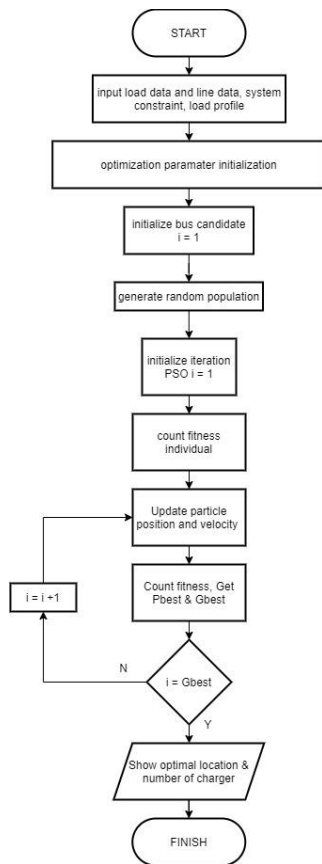 START
input load data and line data, system
constraint, load profile
optimization paramater initialization
initialize bus candidate
i = 1
generate random population
initialize iteration
PSO i = 1
count fitness
individual
Update particle
position and velocity
i = i +1
Count fitness, Get
Pbest & Gbest
N
i = Gbest
Y
Show optimal location &
number of charger
FINISH